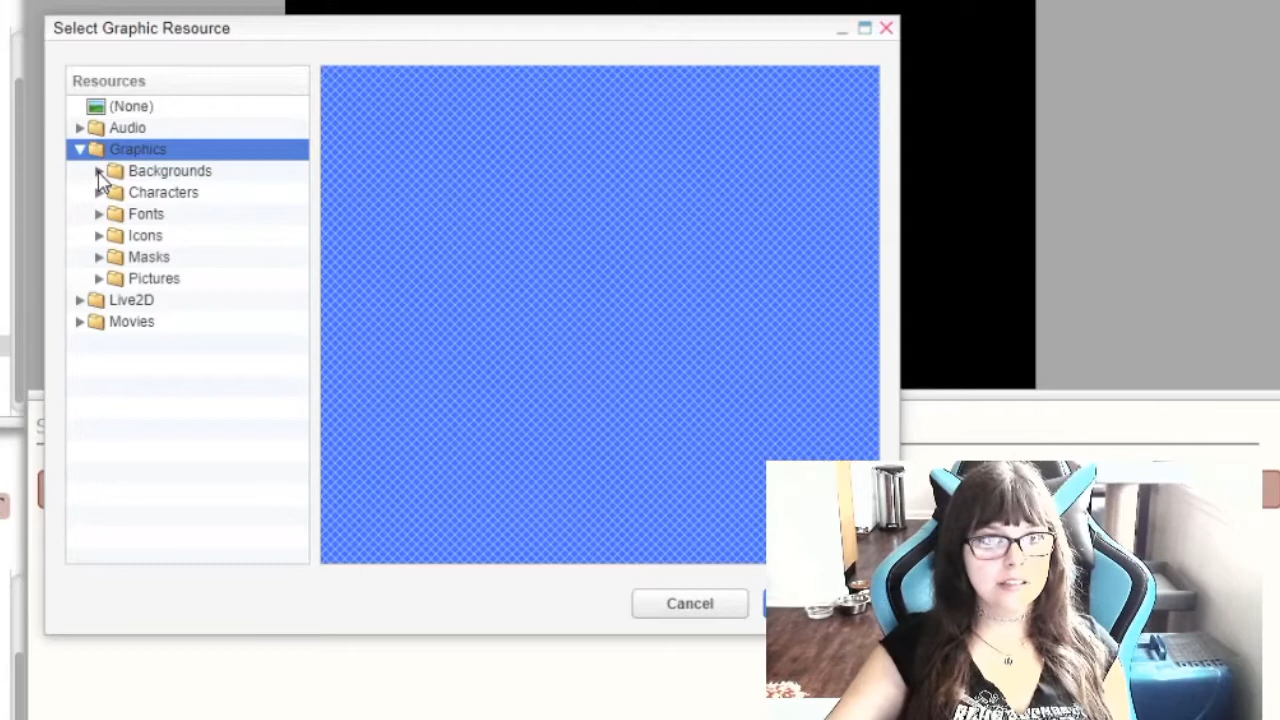 Select Graphic Resource
Resources
(None)
Audio
Graphics
Backgrounds
Characters
Fonts
Icons
Masks
Pictures
Live2D
Movies
Cancel